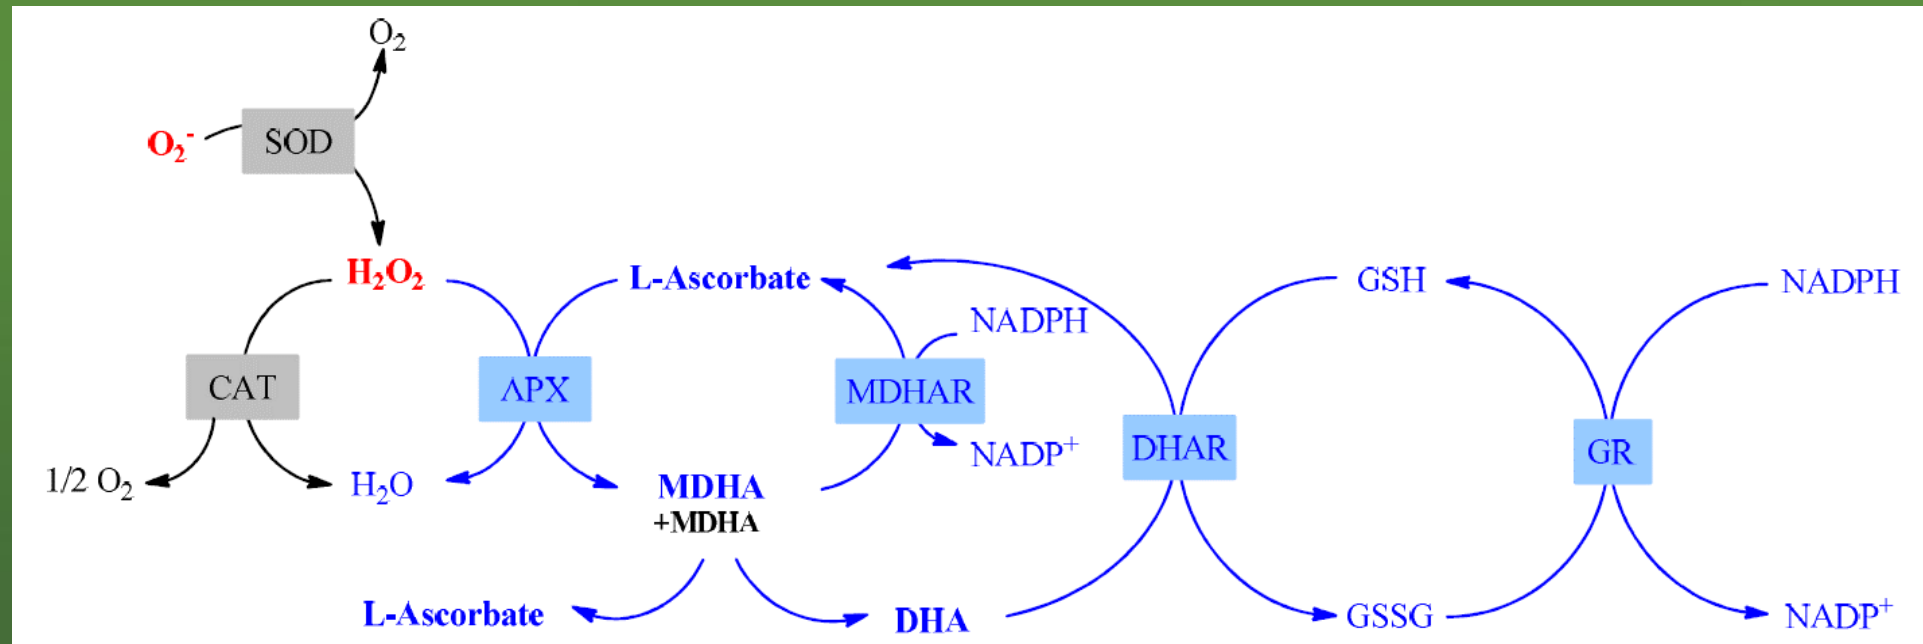 O₂
O₂⁻
SOD
H₂O₂
L-Ascorbate
GSH
NADPH
NADPH
CAT
APX
MDHAR
DHAR
GR
NADP⁺
1/2 O₂
H₂O
MDHA
+MDHA
L-Ascorbate
DHA
GSSG
NADP⁺